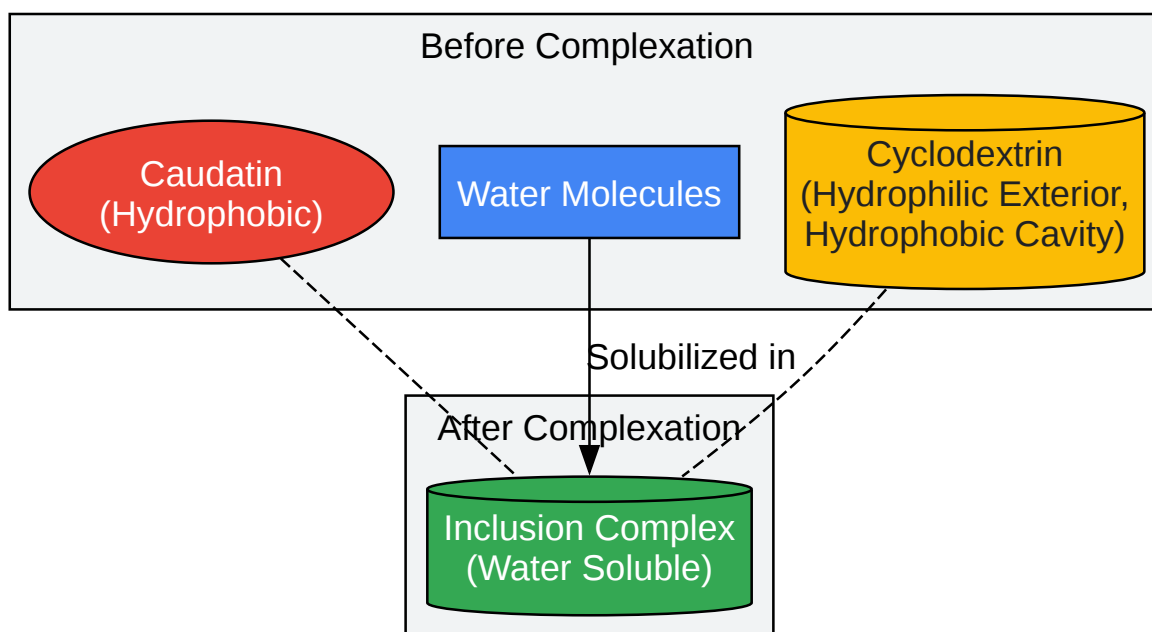 Before Complexation
Caudatin
(Hydrophobic)
Water Molecules
Cyclodextrin
(Hydrophilic Exterior,
Hydrophobic Cavity)
Solubilized in
After Complexation
Inclusion Complex
(Water Soluble)